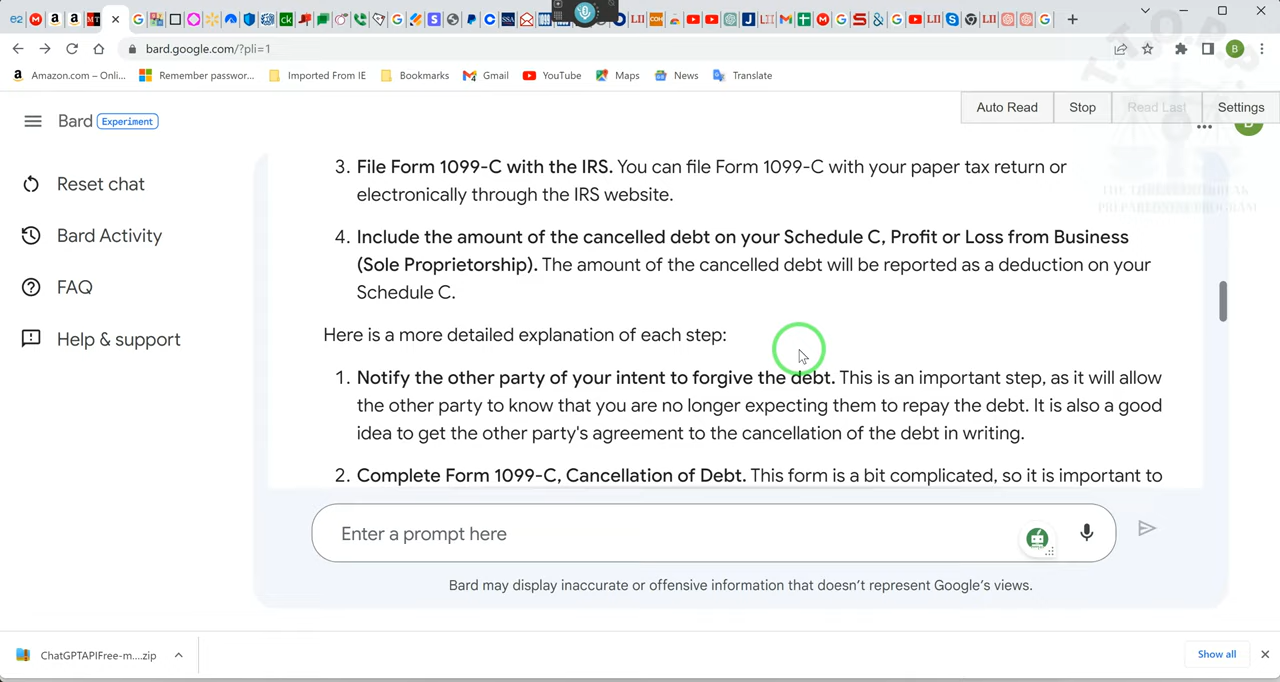 bard.google.com/?pli=1
Amazon.com – Onli...
Remember passwor...
Imported From IE
Bookmarks
Gmail
YouTube
Maps
News
Translate
Auto Read
Stop
Read Last
Settings
Bard Experiment
Reset chat
Bard Activity
FAQ
Help & support
3. File Form 1099-C with the IRS. You can file Form 1099-C with your paper tax return or
electronically through the IRS website.
4. Include the amount of the cancelled debt on your Schedule C, Profit or Loss from Business
(Sole Proprietorship). The amount of the cancelled debt will be reported as a deduction on your
Schedule C.
Here is a more detailed explanation of each step:
1. Notify the other party of your intent to forgive the debt. This is an important step, as it will allow
the other party to know that you are no longer expecting them to repay the debt. It is also a good
idea to get the other party's agreement to the cancellation of the debt in writing.
2. Complete Form 1099-C, Cancellation of Debt. This form is a bit complicated, so it is important to
Enter a prompt here
Bard may display inaccurate or offensive information that doesn't represent Google's views.
ChatGPTAPIFree-m....zip
Show all